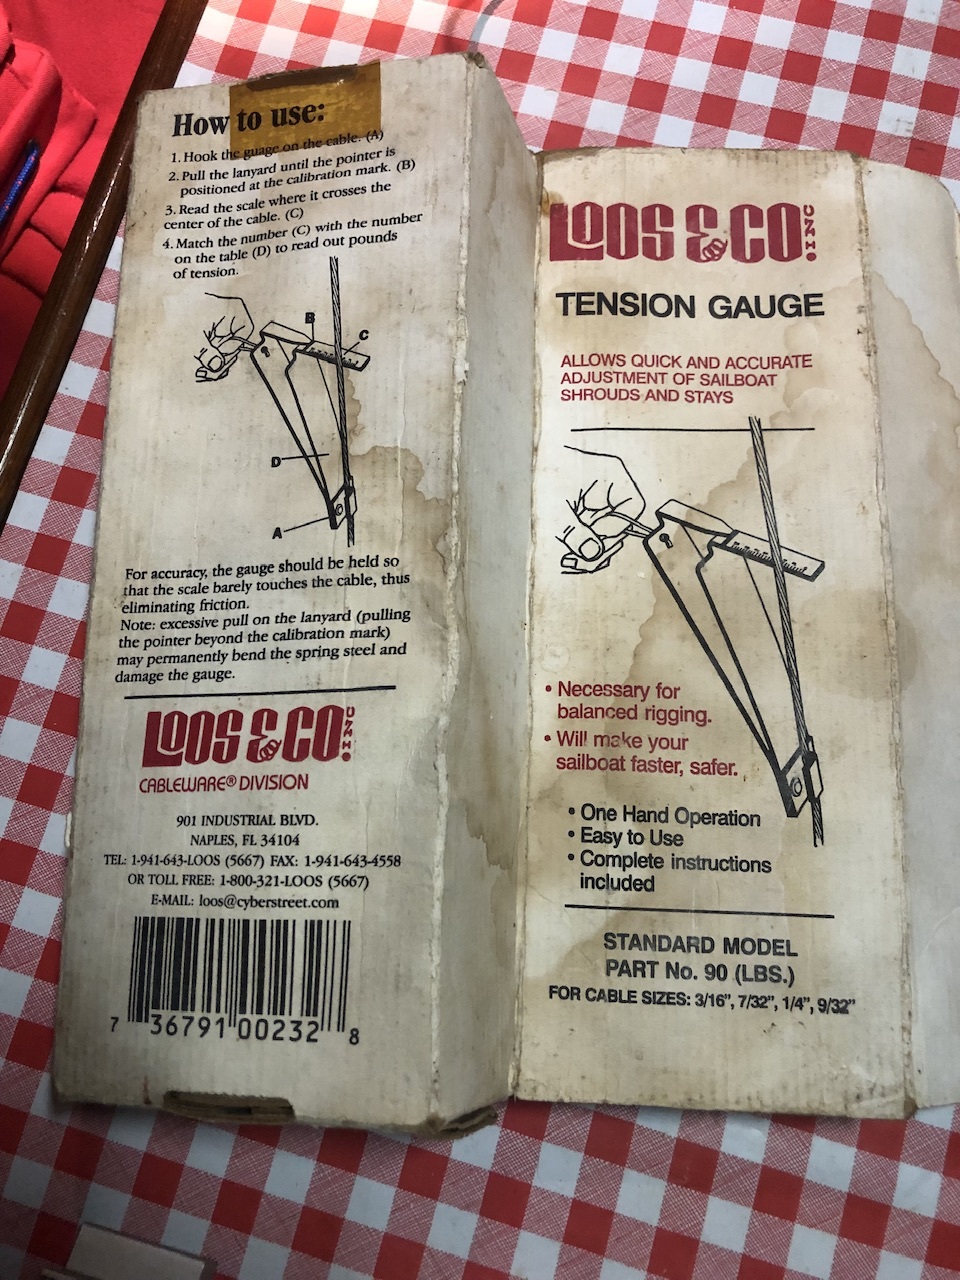 How to use:
1. Hook the guage on the cable. (A)
2. Pull the lanyard until the pointer is
positioned at the calibration mark. (B)
3. Read the scale where it crosses the
center of the cable. (C)
4. Match the number (C) with the number
on the table (D) to read out pounds
of tension.
B
C
D
A
For accuracy, the gauge should be held so
that the scale barely touches the cable, thus
eliminating friction.
Note: excessive pull on the lanyard (pulling
the pointer beyond the calibration mark)
may permanently bend the spring steel and
damage the gauge.
LOOS & CO INC.
CABLEWARE® DIVISION
901 INDUSTRIAL BLVD.
NAPLES, FL 34104
TEL: 1-941-643-LOOS (5667) FAX: 1-941-643-4558
OR TOLL FREE: 1-800-321-LOOS (5667)
E-MAIL: loos@cyberstreet.com
7 36791 00232 8
LOOS & CO INC.
TENSION GAUGE
ALLOWS QUICK AND ACCURATE
ADJUSTMENT OF SAILBOAT
SHROUDS AND STAYS
• Necessary for
balanced rigging.
• Will make your
sailboat faster, safer.
• One Hand Operation
• Easy to Use
• Complete instructions
included
STANDARD MODEL
PART No. 90 (LBS.)
FOR CABLE SIZES: 3/16", 7/32", 1/4", 9/32"